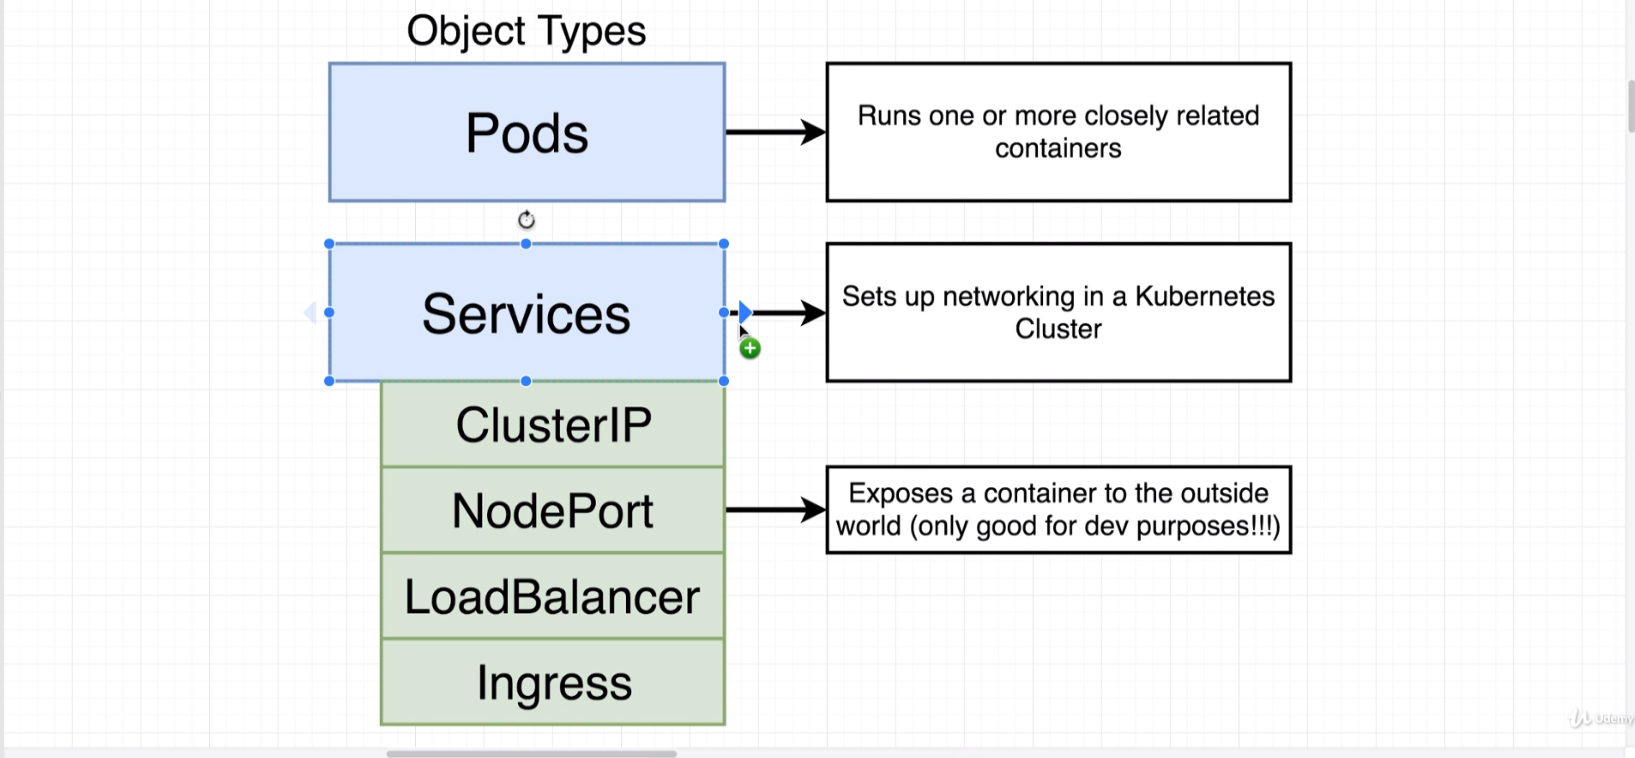 Object Types
Pods
Runs one or more closely related
containers
Services
Sets up networking in a Kubernetes
Cluster
ClusterIP
NodePort
Exposes a container to the outside
world (only good for dev purposes!!!)
LoadBalancer
Ingress
Udemy